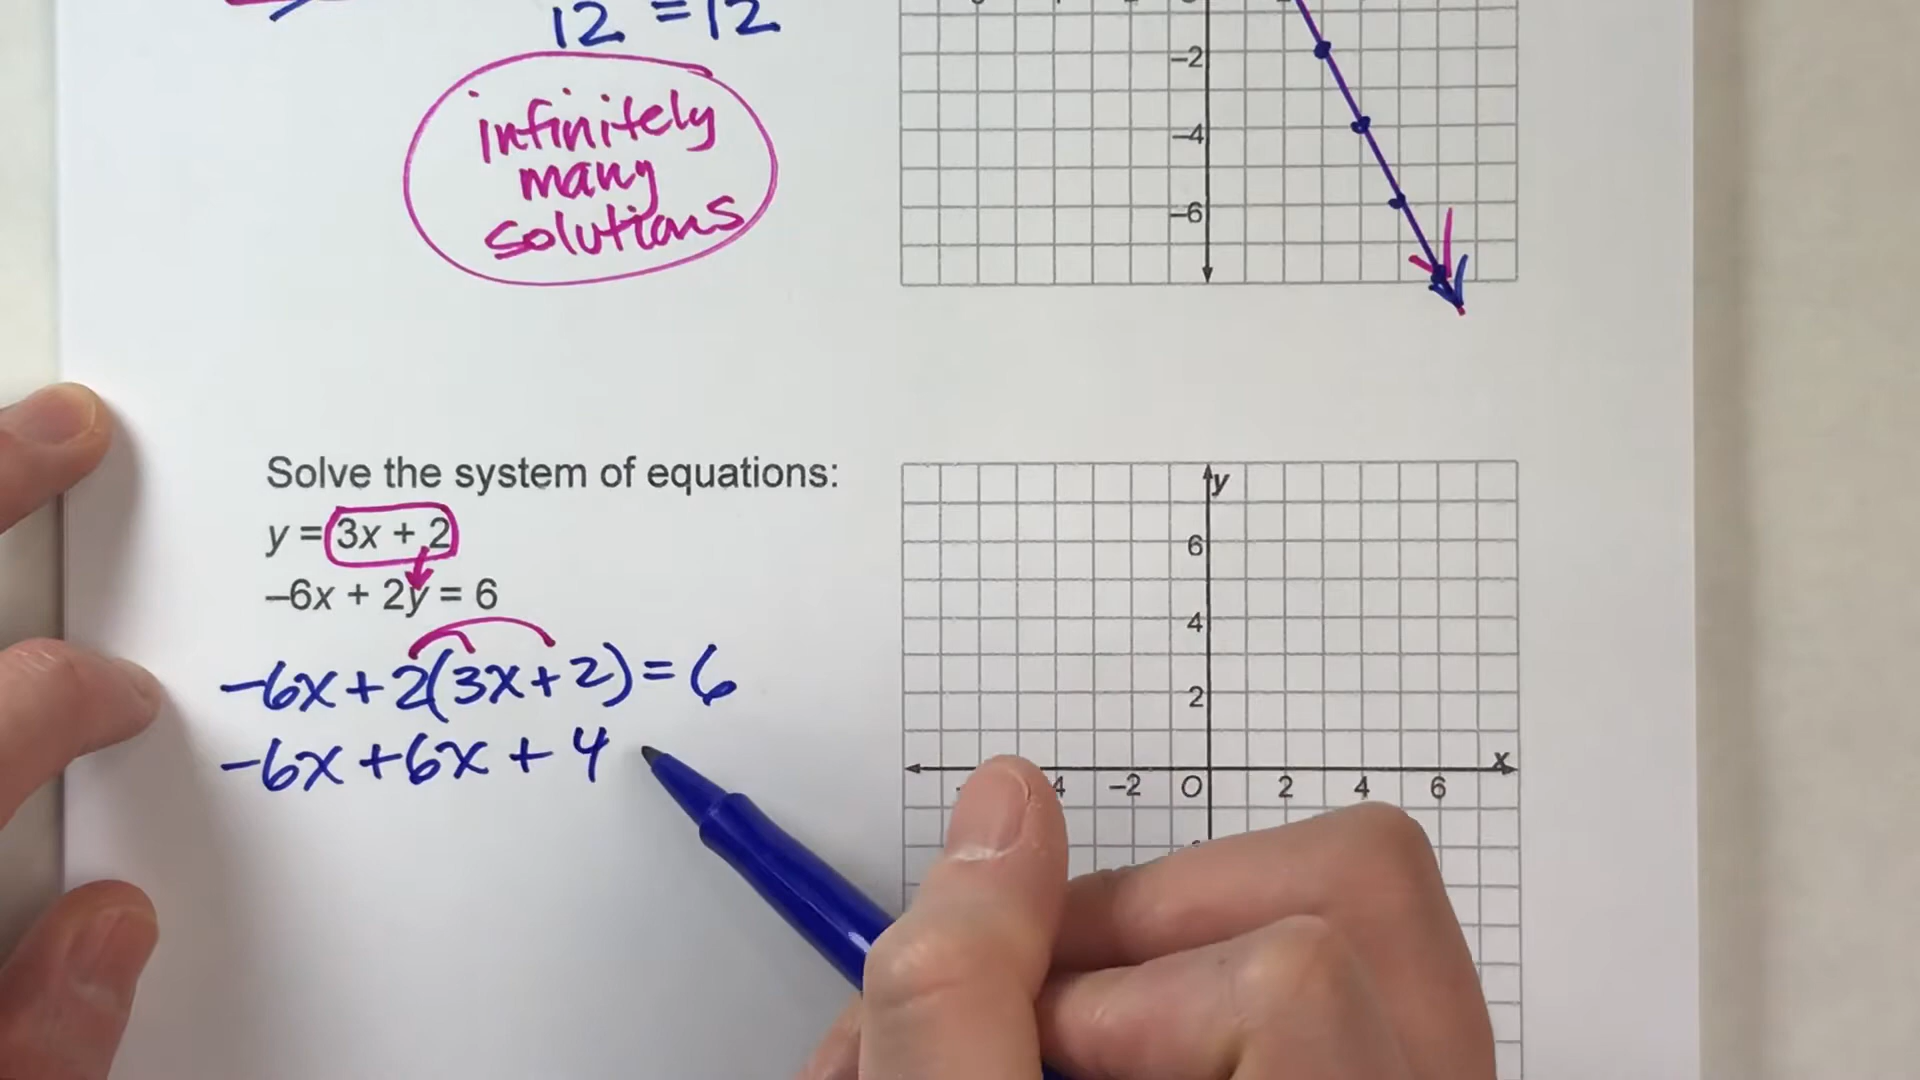 12 = 12
infinitely
many
solutions
–2
–4
–6
Solve the system of equations:
y = 3x + 2
–6x + 2y = 6
-6x + 2(3x + 2) = 6
-6x + 6x + 4
y
6
4
2
x
4 –2 O 2 4 6